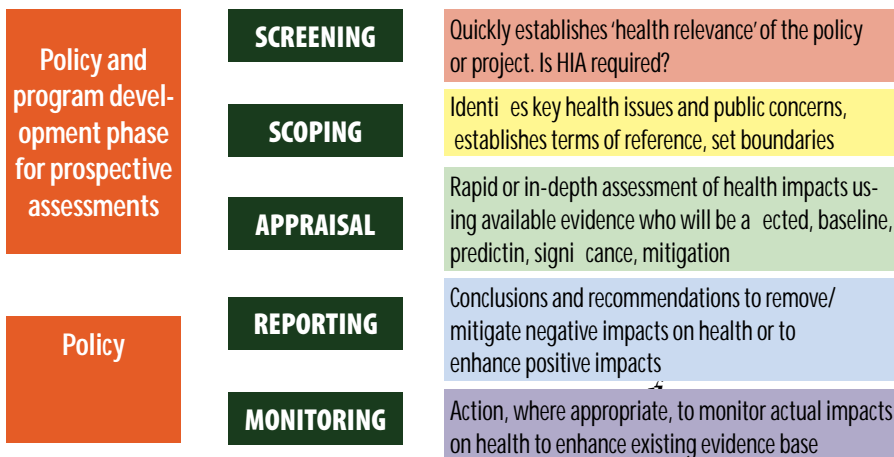 Policy and
program devel-
opment phase
for prospective
assessments
SCREENING
Quickly establishes ‘health relevance’ of the policy
or project. Is HIA required?
SCOPING
Identi es key health issues and public concerns,
establishes terms of reference, set boundaries
APPRAISAL
Rapid or in-depth assessment of health impacts us-
ing available evidence who will be a ected, baseline,
predictin, signi cance, mitigation
Policy
REPORTING
Conclusions and recommendations to remove/
mitigate negative impacts on health or to
enhance positive impacts
MONITORING
Action, where appropriate, to monitor actual impacts
on health to enhance existing evidence base